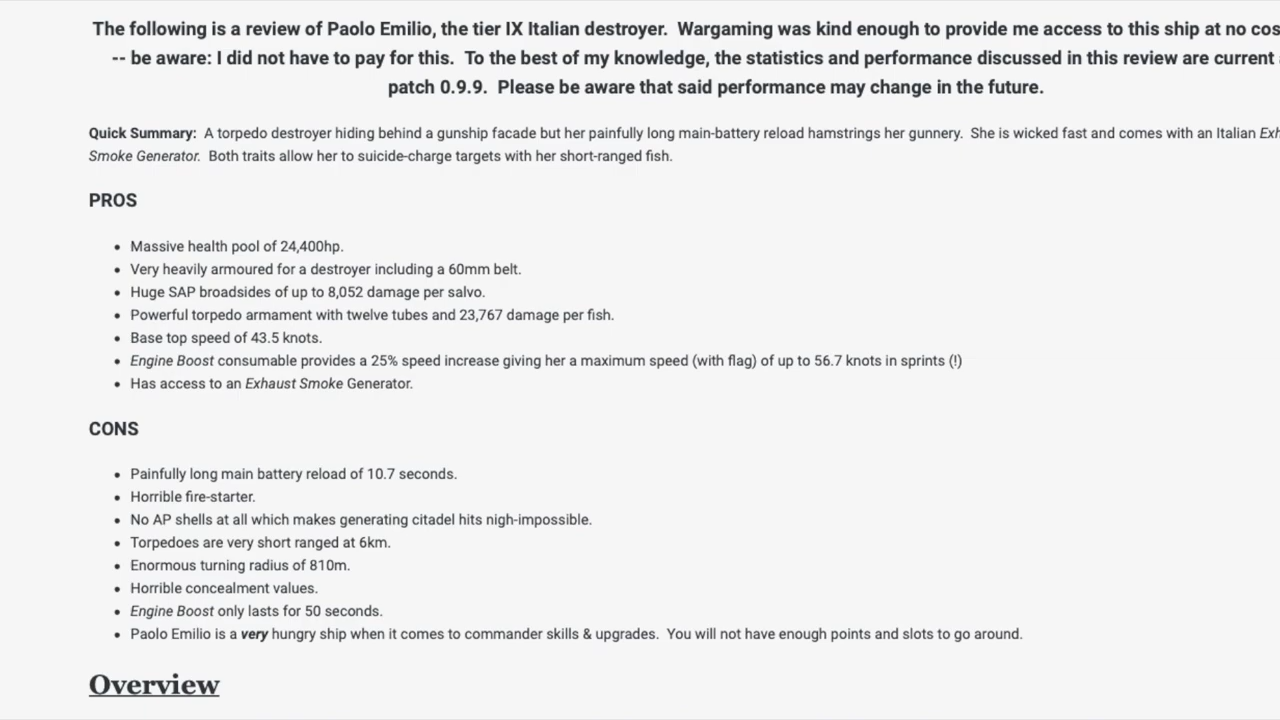 The following is a review of Paolo Emilio, the tier IX Italian destroyer.  Wargaming was kind enough to provide me access to this ship at no
-- be aware: I did not have to pay for this.  To the best of my knowledge, the statistics and performance discussed in this review are current
patch 0.9.9.  Please be aware that said performance may change in the future.
Quick Summary:  A torpedo destroyer hiding behind a gunship facade but her painfully long main-battery reload hamstrings her gunnery.  She is wicked fast and comes with an Italian
Smoke Generator.  Both traits allow her to suicide-charge targets with her short-ranged fish.
PROS
• Massive health pool of 24,400hp.
• Very heavily armoured for a destroyer including a 60mm belt.
• Huge SAP broadsides of up to 8,052 damage per salvo.
• Powerful torpedo armament with twelve tubes and 23,767 damage per fish.
• Base top speed of 43.5 knots.
• Engine Boost consumable provides a 25% speed increase giving her a maximum speed (with flag) of up to 56.7 knots in sprints (!)
• Has access to an Exhaust Smoke Generator.
CONS
• Painfully long main battery reload of 10.7 seconds.
• Horrible fire-starter.
• No AP shells at all which makes generating citadel hits nigh-impossible.
• Torpedoes are very short ranged at 6km.
• Enormous turning radius of 810m.
• Horrible concealment values.
• Engine Boost only lasts for 50 seconds.
• Paolo Emilio is a very hungry ship when it comes to commander skills & upgrades.  You will not have enough points and slots to go around.
Overview